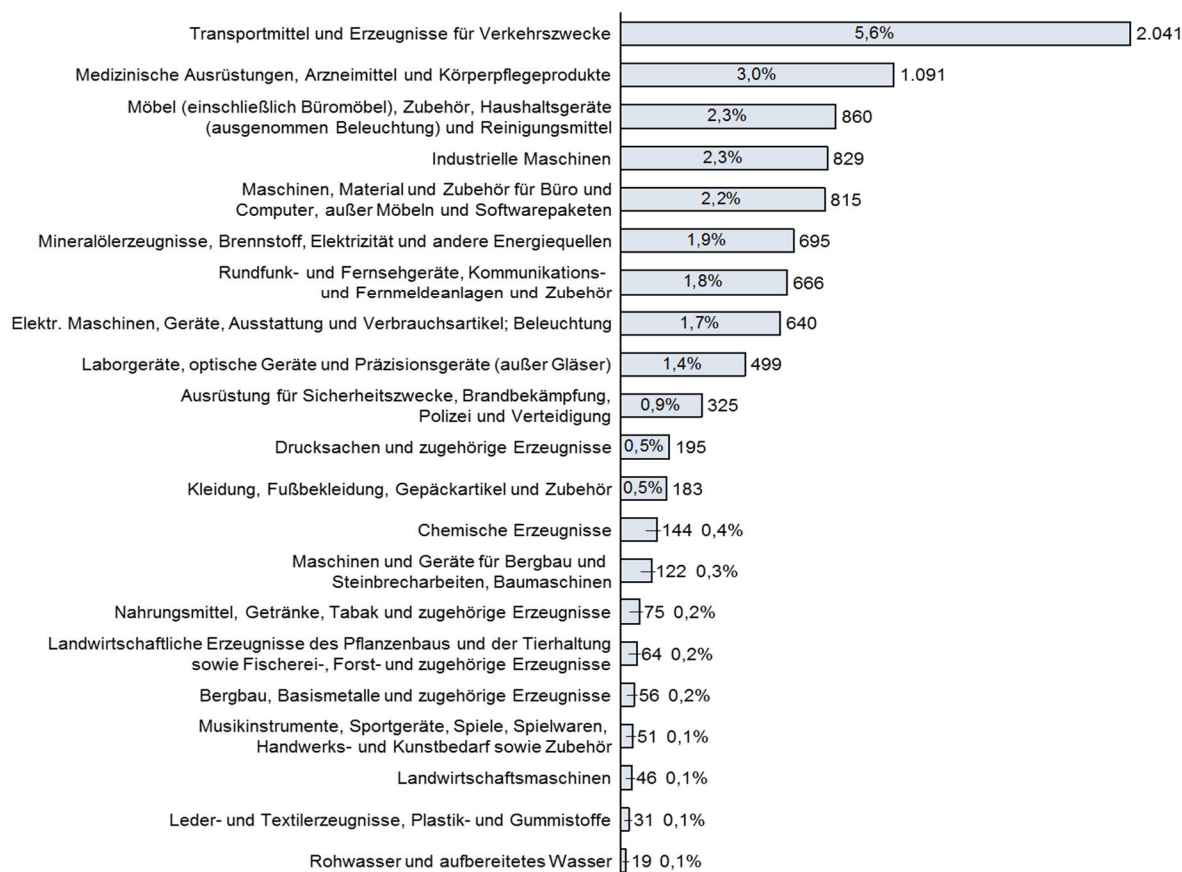 Transportmittel und Erzeugnisse für Verkehrszwecke 5,6% 2.041
Medizinische Ausrüstungen, Arzneimittel und Körperpflegeprodukte 3,0% 1.091
Möbel (einschließlich Büromöbel), Zubehör, Haushaltsgeräte
(ausgenommen Beleuchtung) und Reinigungsmittel 2,3% 860
Industrielle Maschinen 2,3% 829
Maschinen, Material und Zubehör für Büro und
Computer, außer Möbeln und Softwarepaketen 2,2% 815
Mineralölerzeugnisse, Brennstoff, Elektrizität und andere Energiequellen 1,9% 695
Rundfunk- und Fernsehgeräte, Kommunikations-
und Fernmeldeanlagen und Zubehör 1,8% 666
Elektr. Maschinen, Geräte, Ausstattung und Verbrauchsartikel; Beleuchtung 1,7% 640
Laborgeräte, optische Geräte und Präzisionsgeräte (außer Gläser) 1,4% 499
Ausrüstung für Sicherheitszwecke, Brandbekämpfung,
Polizei und Verteidigung 0,9% 325
Drucksachen und zugehörige Erzeugnisse 0,5% 195
Kleidung, Fußbekleidung, Gepäckartikel und Zubehör 0,5% 183
Chemische Erzeugnisse 144 0,4%
Maschinen und Geräte für Bergbau und
Steinbrecharbeiten, Baumaschinen 122 0,3%
Nahrungsmittel, Getränke, Tabak und zugehörige Erzeugnisse 75 0,2%
Landwirtschaftliche Erzeugnisse des Pflanzenbaus und der Tierhaltung
sowie Fischerei-, Forst- und zugehörige Erzeugnisse 64 0,2%
Bergbau, Basismetalle und zugehörige Erzeugnisse 56 0,2%
Musikinstrumente, Sportgeräte, Spiele, Spielwaren,
Handwerks- und Kunstbedarf sowie Zubehör 51 0,1%
Landwirtschaftsmaschinen 46 0,1%
Leder- und Textilerzeugnisse, Plastik- und Gummistoffe 31 0,1%
Rohwasser und aufbereitetes Wasser 19 0,1%